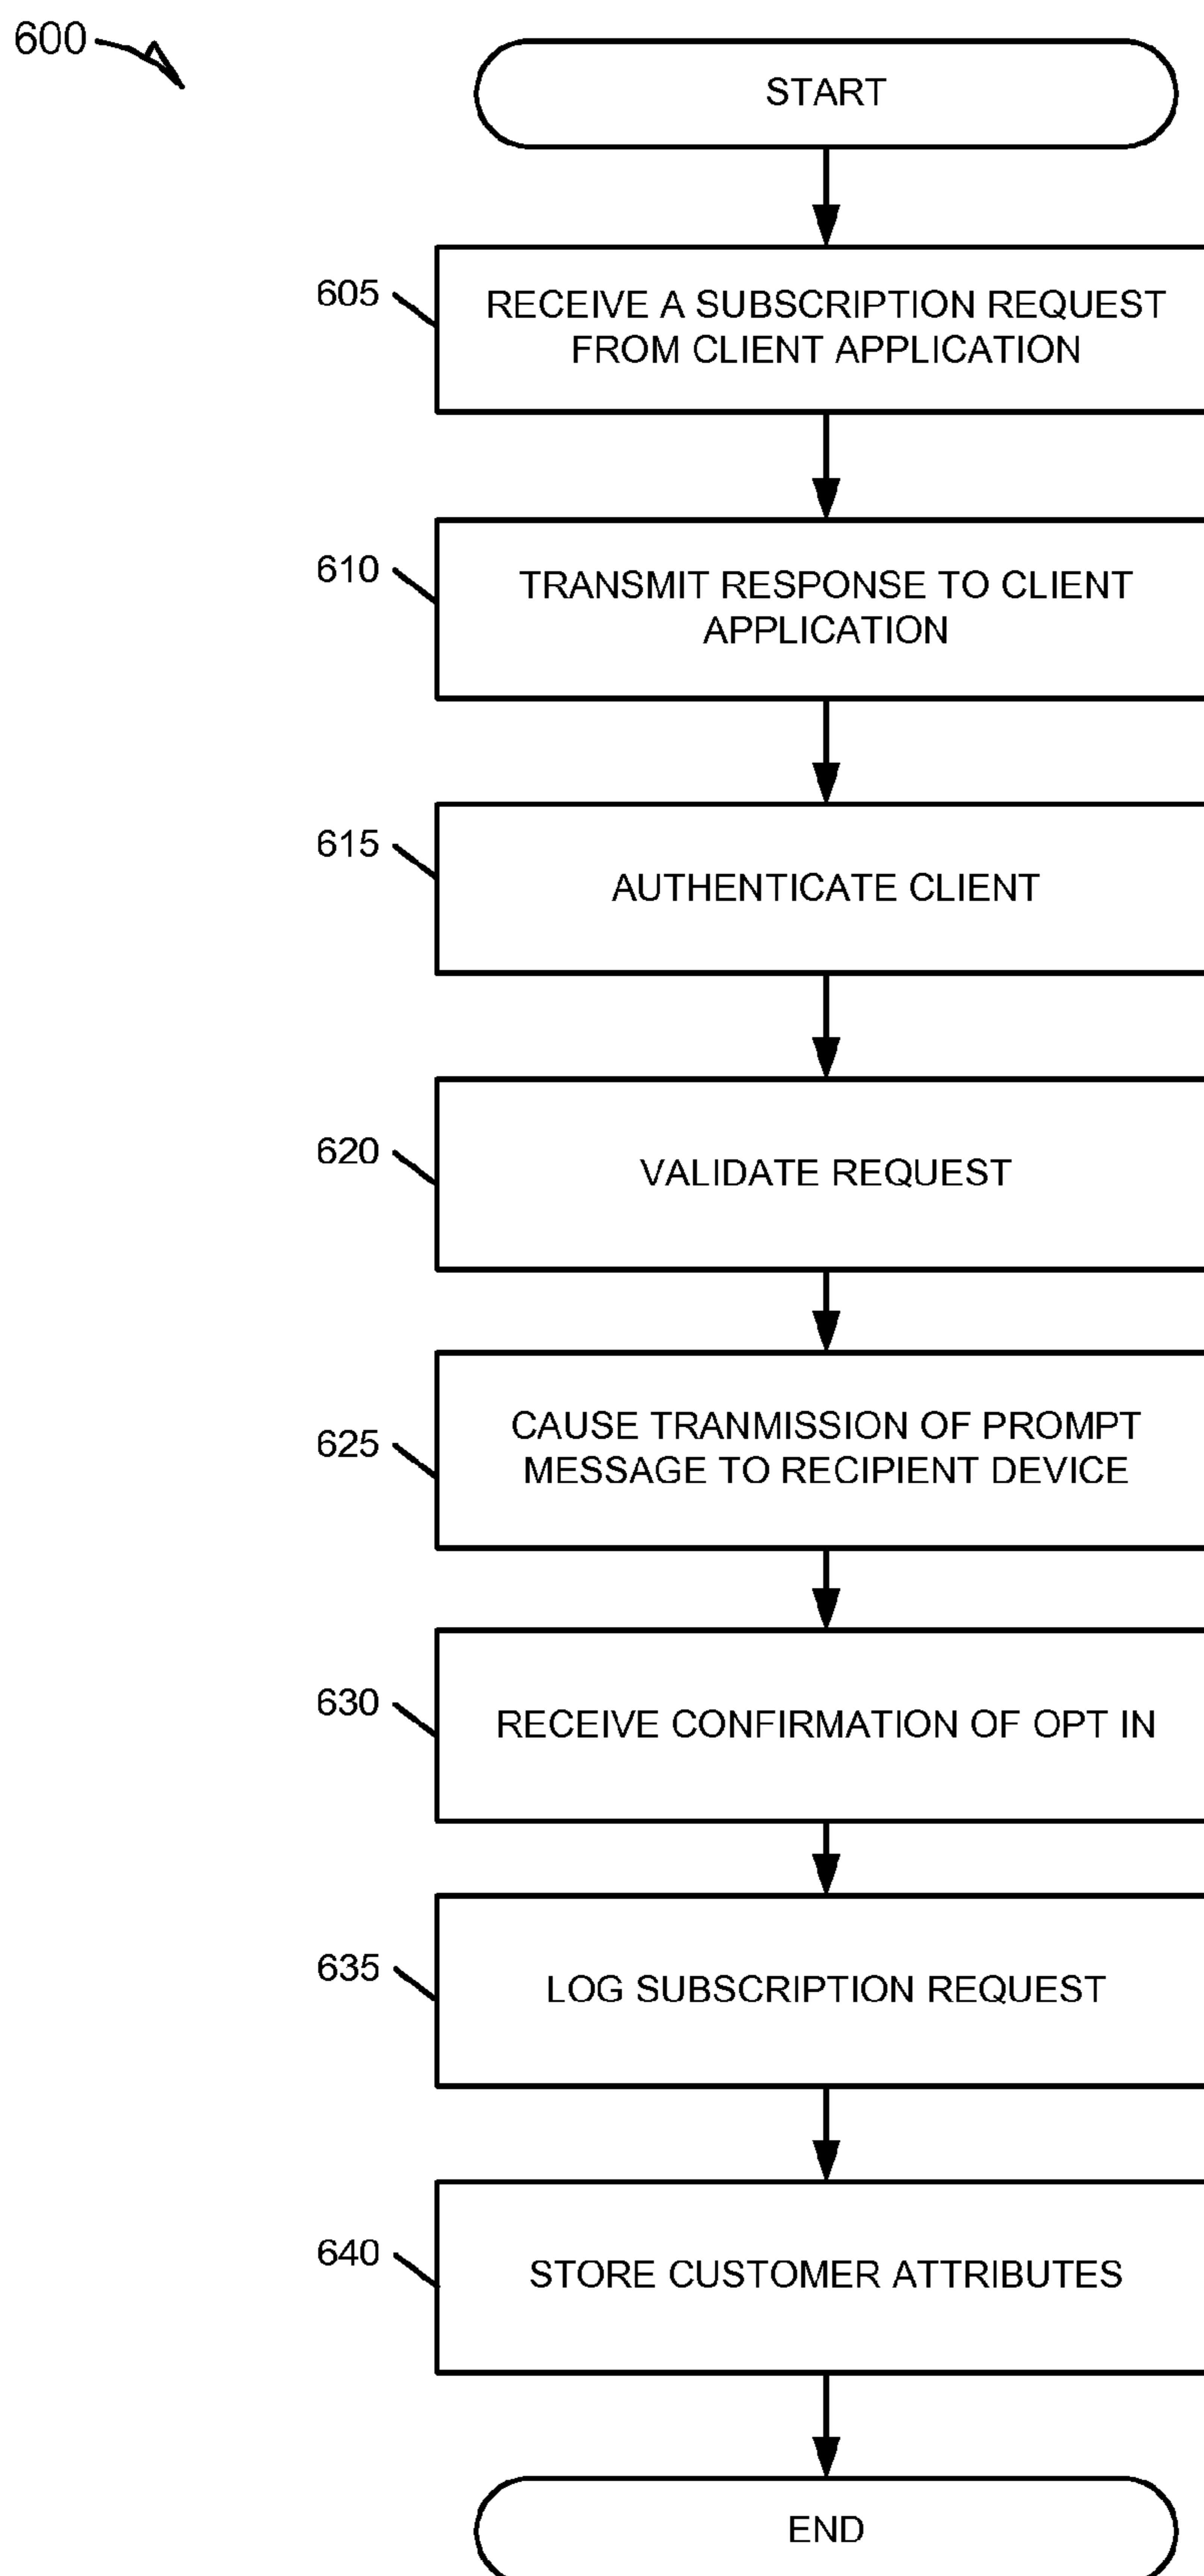 600
START
605
RECEIVE A SUBSCRIPTION REQUEST
FROM CLIENT APPLICATION
610
TRANSMIT RESPONSE TO CLIENT
APPLICATION
615
AUTHENTICATE CLIENT
620
VALIDATE REQUEST
625
CAUSE TRANMISSION OF PROMPT
MESSAGE TO RECIPIENT DEVICE
630
RECEIVE CONFIRMATION OF OPT IN
635
LOG SUBSCRIPTION REQUEST
640
STORE CUSTOMER ATTRIBUTES
END